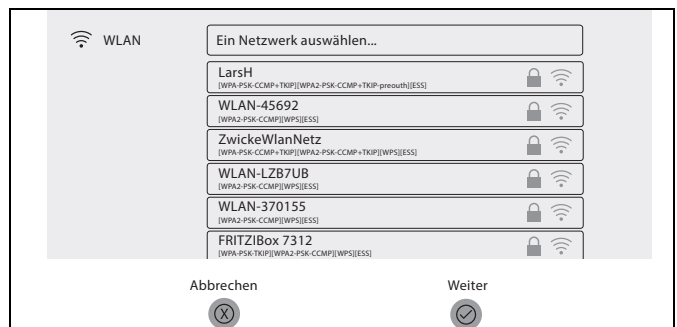 WLAN
Ein Netzwerk auswählen...
LarsH
[WPA-PSK-CCMP+TKIP][WPA2-PSK-CCMP+TKIP-preouth][ESS]
WLAN-45692
[WPA2-PSK-CCMP][WPS][ESS]
ZwickeWlanNetz
[WPA-PSK-CCMP+TKIP][WPA2-PSK-CCMP+TKIP][WPS][ESS]
WLAN-LZB7UB
[WPA2-PSK-CCMP][WPS][ESS]
WLAN-370155
[WPA2-PSK-CCMP][WPS][ESS]
FRITZIBox 7312
[WPA-PSK-TKIP][WPA2-PSK-CCMP][WPS][ESS]
Abbrechen Weiter
X